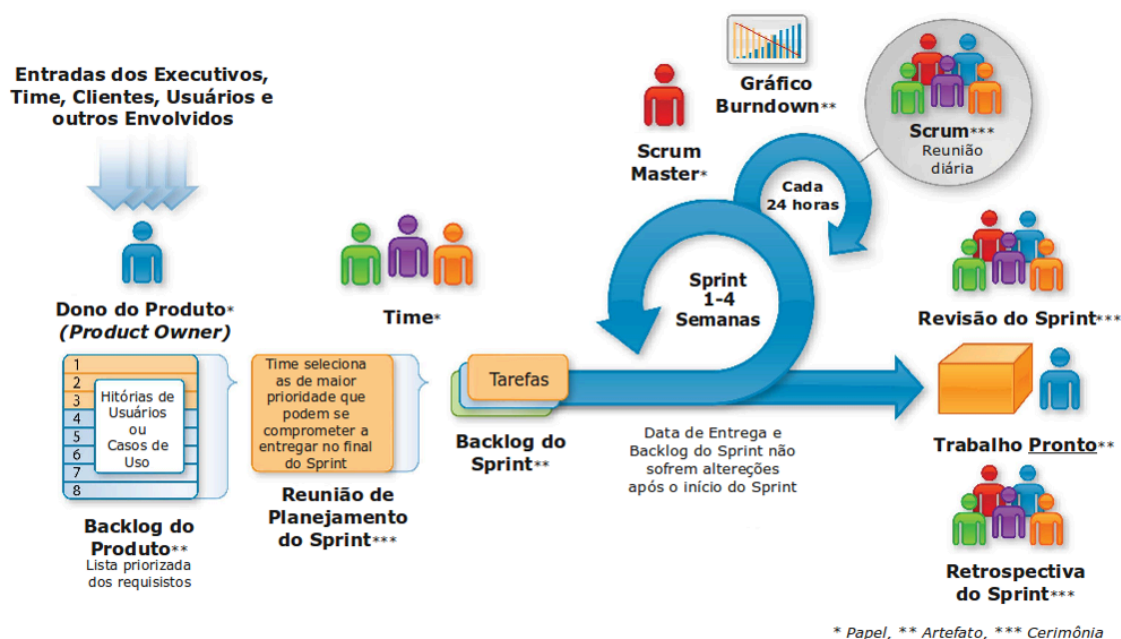 Entradas dos Executivos,
Time, Clientes, Usuários e
outros Envolvidos
Dono do Produto*
(Product Owner)
1
2
3
4
5
6
7
8
Hitórias de
Usuários
ou
Casos de
Uso
Backlog do
Produto**
Lista priorizada
dos requisistos
Time*
Time seleciona
as de maior
prioridade que
podem se
comprometer a
entregar no final
do Sprint
Reunião de
Planejamento
do Sprint***
Tarefas
Backlog do
Sprint**
Scrum
Master*
Gráfico
Burndown**
Cada
24 horas
Scrum***
Reunião
diária
Sprint
1-4
Semanas
Data de Entrega e
Backlog do Sprint não
sofrem altereções
após o início do Sprint
Revisão do Sprint***
Trabalho Pronto**
Retrospectiva
do Sprint***
* Papel, ** Artefato, *** Cerimônia